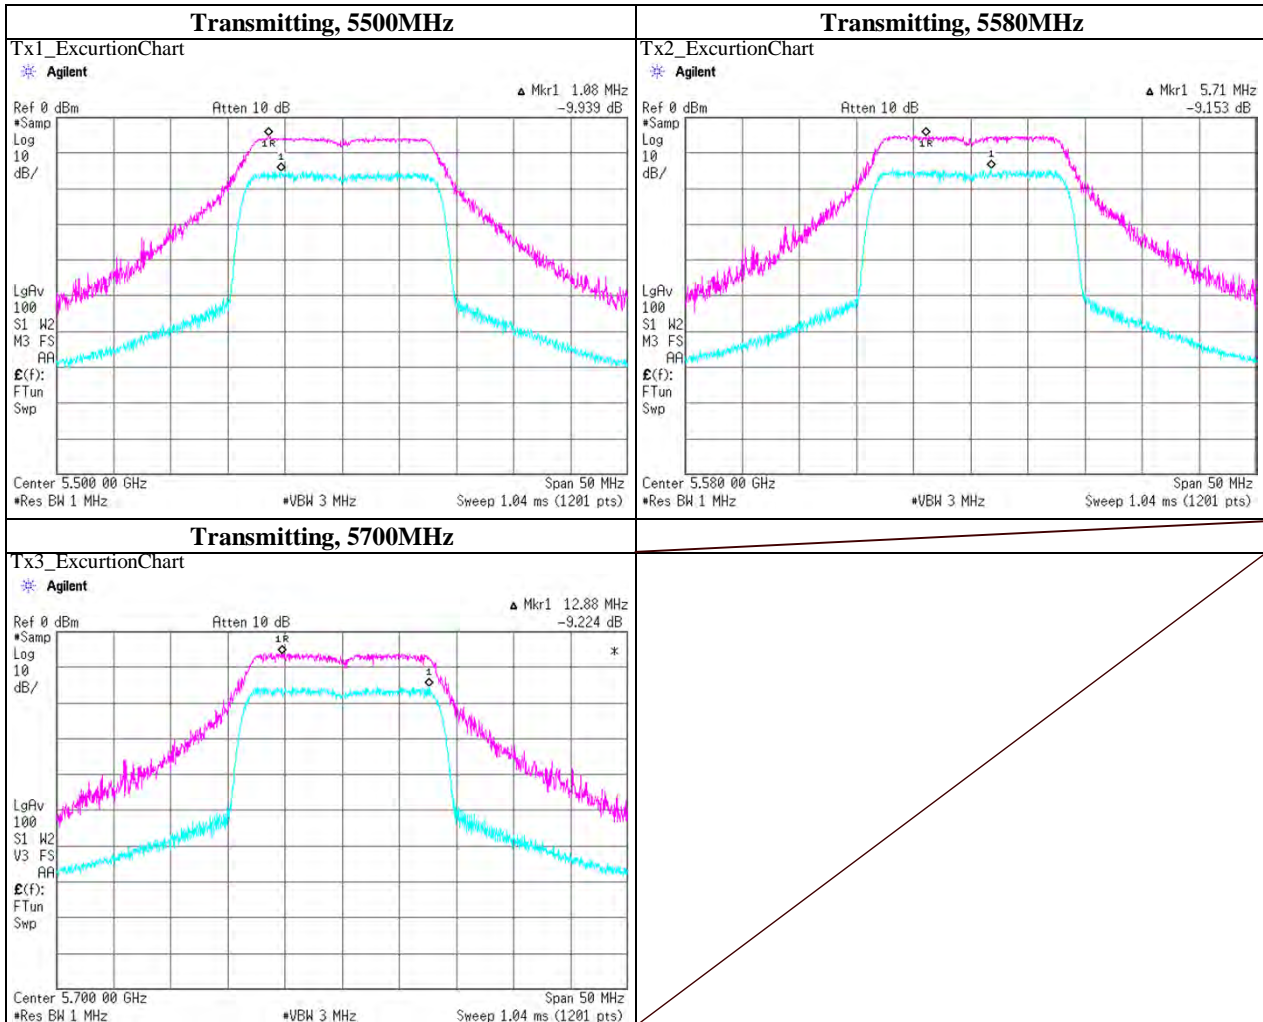 Transmitting, 5500MHz
Transmitting, 5580MHz
Tx1_ExcurtionChart
Agilent
Δ Mkr1 1.08 MHz
Ref 0 dBm
Atten 10 dB
-9.939 dB
#Samp
Log
10
dB/
1R
1
LgAv
100
S1 W2
M3 FS
AA
£(f):
FTun
Swp
Center 5.500 00 GHz
Span 50 MHz
#Res BW 1 MHz
#VBW 3 MHz
Sweep 1.04 ms (1201 pts)
Tx2_ExcurtionChart
Agilent
Δ Mkr1 5.71 MHz
Ref 0 dBm
Atten 10 dB
-9.153 dB
#Samp
Log
10
dB/
1R
1
LgAv
100
S1 W2
M3 FS
AA
£(f):
FTun
Swp
Center 5.580 00 GHz
Span 50 MHz
#Res BW 1 MHz
#VBW 3 MHz
Sweep 1.04 ms (1201 pts)
Transmitting, 5700MHz
Tx3_ExcurtionChart
Agilent
Δ Mkr1 12.88 MHz
Ref 0 dBm
Atten 10 dB
-9.224 dB
#Samp
Log
10
dB/
1R
1
*
LgAv
100
S1 W2
V3 FS
AA
£(f):
FTun
Swp
Center 5.700 00 GHz
Span 50 MHz
#Res BW 1 MHz
#VBW 3 MHz
Sweep 1.04 ms (1201 pts)